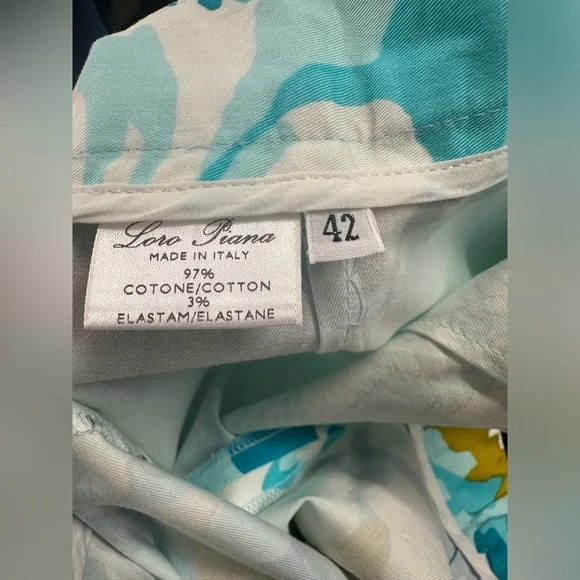 Loro Piana
MADE IN ITALY
97%
COTONE/COTTON
3%
ELASTAM/ELASTANE
42